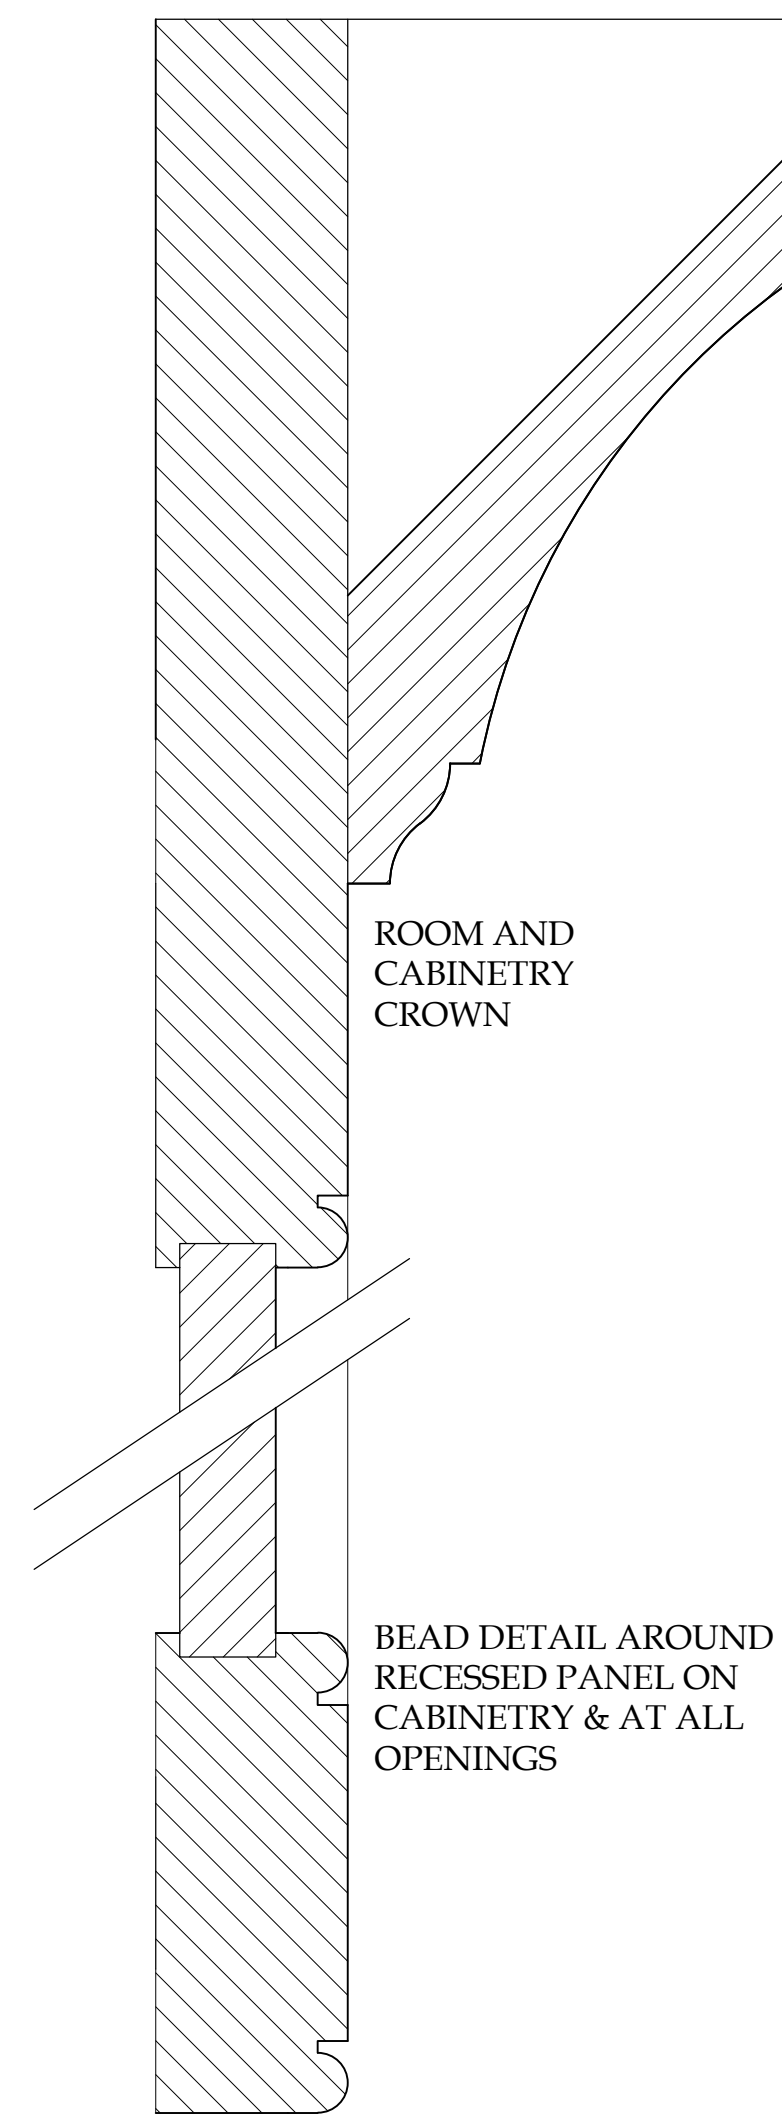 ROOM AND
CABINETRY
CROWN
BEAD DETAIL AROUND
RECESSED PANEL ON
CABINETRY & AT ALL
OPENINGS